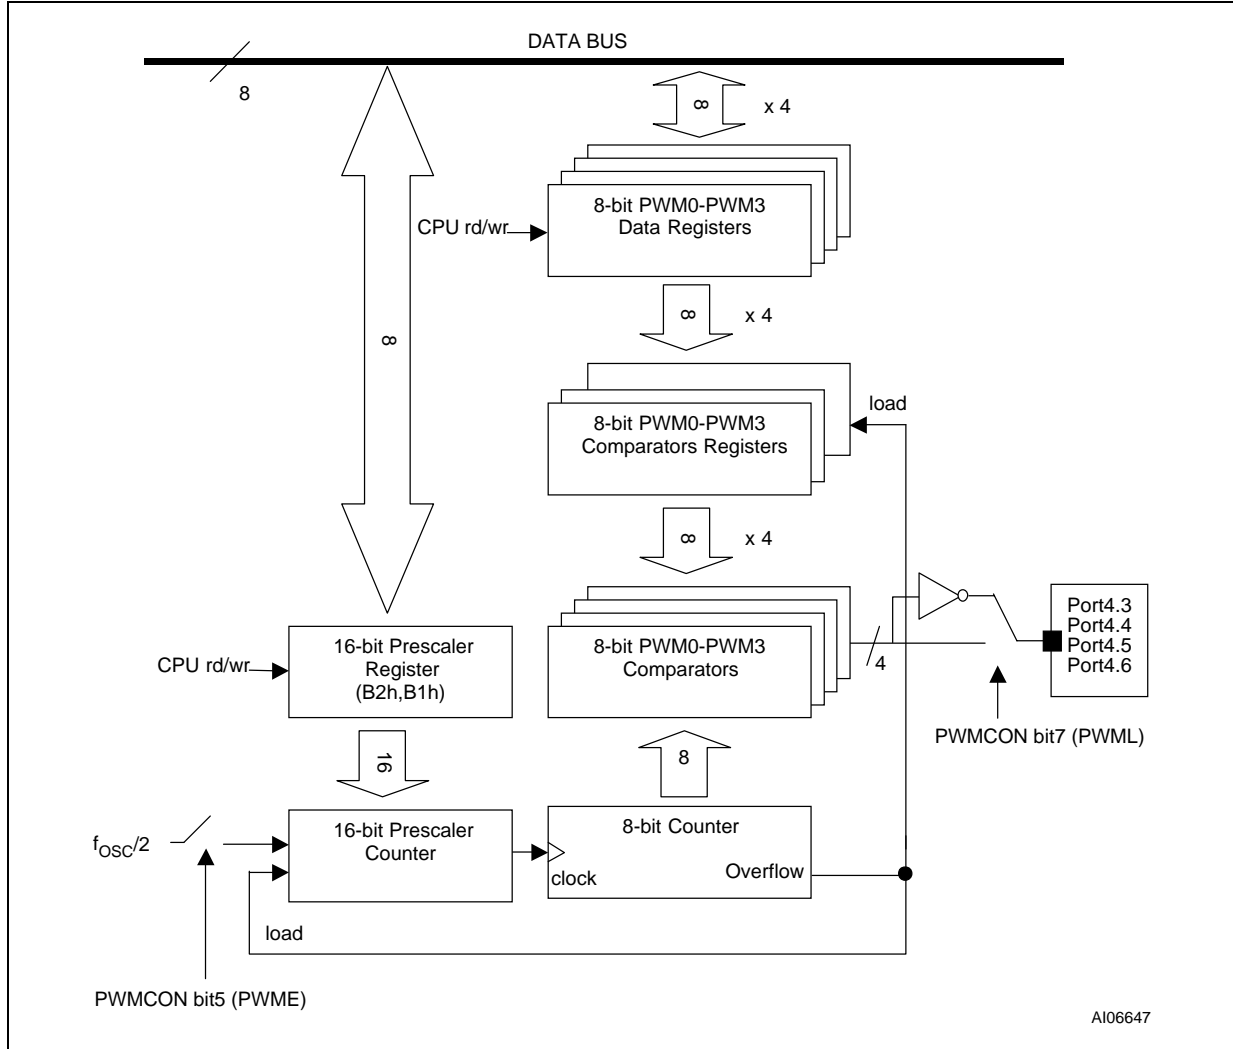 DATA BUS
8
8
x 4
8-bit PWM0-PWM3
Data Registers
CPU rd/wr
8
x 4
8
load
8-bit PWM0-PWM3
Comparators Registers
8
x 4
16-bit Prescaler
Register
(B2h,B1h)
CPU rd/wr
8-bit PWM0-PWM3
Comparators
4
Port4.3
Port4.4
Port4.5
Port4.6
PWMCON bit7 (PWML)
16
8
fOSC/2
16-bit Prescaler
Counter
8-bit Counter
clock
Overflow
load
PWMCON bit5 (PWME)
AI06647